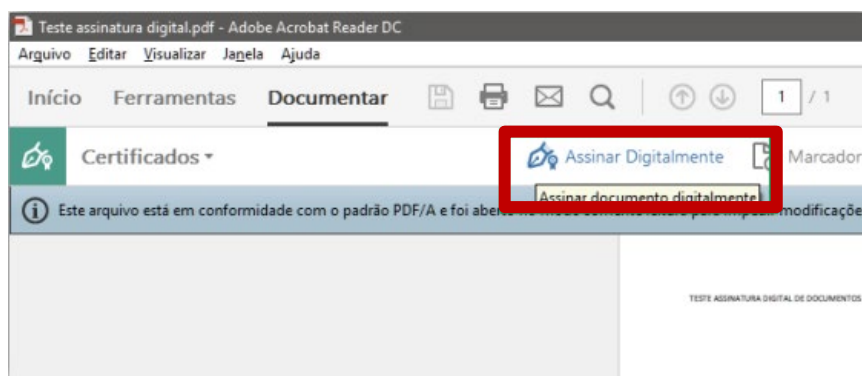 Teste assinatura digital.pdf - Adobe Acrobat Reader DC
Arquivo Editar Visualizar Janela Ajuda
Início Ferramentas Documentar 1 / 1
Certificados Assinar Digitalmente Marcador
Assinar documento digitalmente
Este arquivo está em conformidade com o padrão PDF/A e foi aberto modificaçõe
TESTE ASSINATURA DIGITAL DE DOCUMENTOS